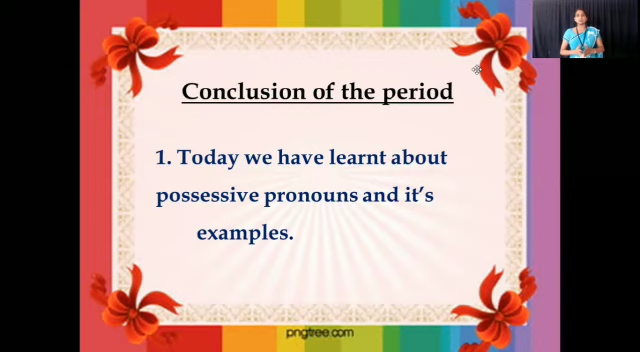 Conclusion of the period
1. Today we have learnt about
possessive pronouns and it’s
examples.
pngtree.com